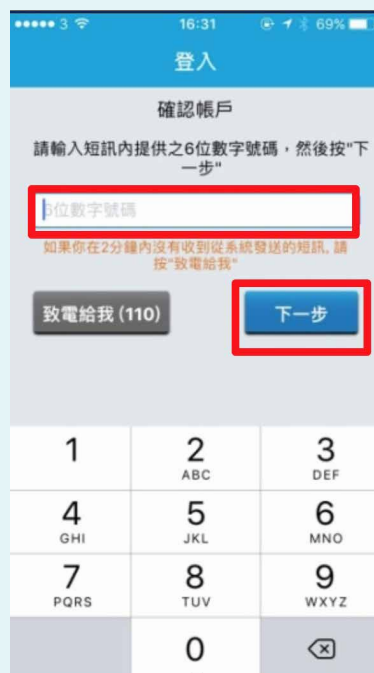 3 16:31 69%
登入
確認帳戶
請輸入短訊內提供之6位數字號碼，然後按"下
一步"
6位數字號碼
如果你在2分鐘內沒有收到從系統發送的短訊, 請
按"致電給我"
致電給我 (110)
下一步
1 2 3
ABC DEF
4 5 6
GHI JKL MNO
7 8 9
PQRS TUV WXYZ
0